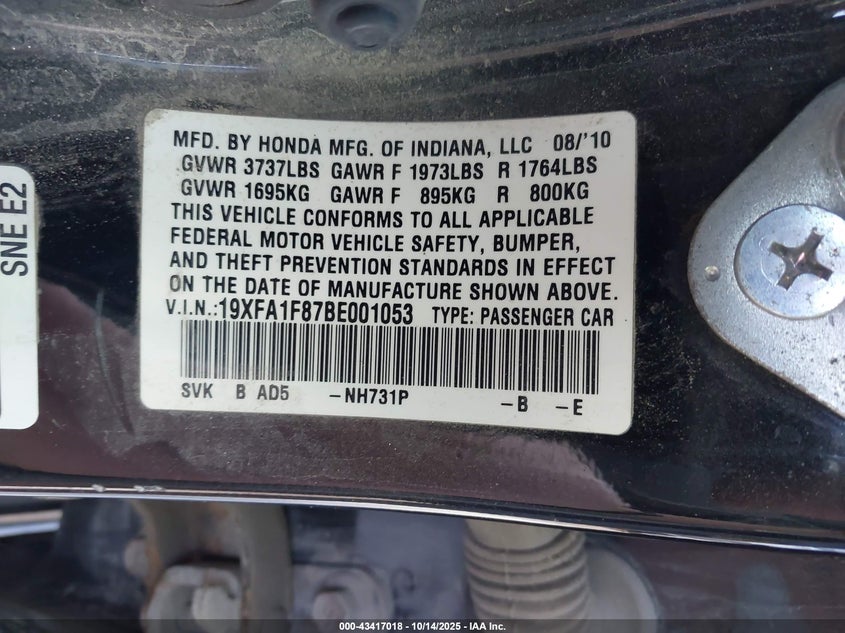 MFD. BY HONDA MFG. OF INDIANA, LLC 08/'10
GVWR 3737LBS GAWR F 1973LBS R 1764LBS
GVWR 1695KG GAWR F 895KG R 800KG
THIS VEHICLE CONFORMS TO ALL APPLICABLE
FEDERAL MOTOR VEHICLE SAFETY, BUMPER,
AND THEFT PREVENTION STANDARDS IN EFFECT
ON THE DATE OF MANUFACTURE SHOWN ABOVE.
V.I.N.:19XFA1F87BE001053 TYPE: PASSENGER CAR
SVK B AD5 -NH731P -B -E
SNE E2
000-43417018 - 10/14/2025 - IAA Inc.